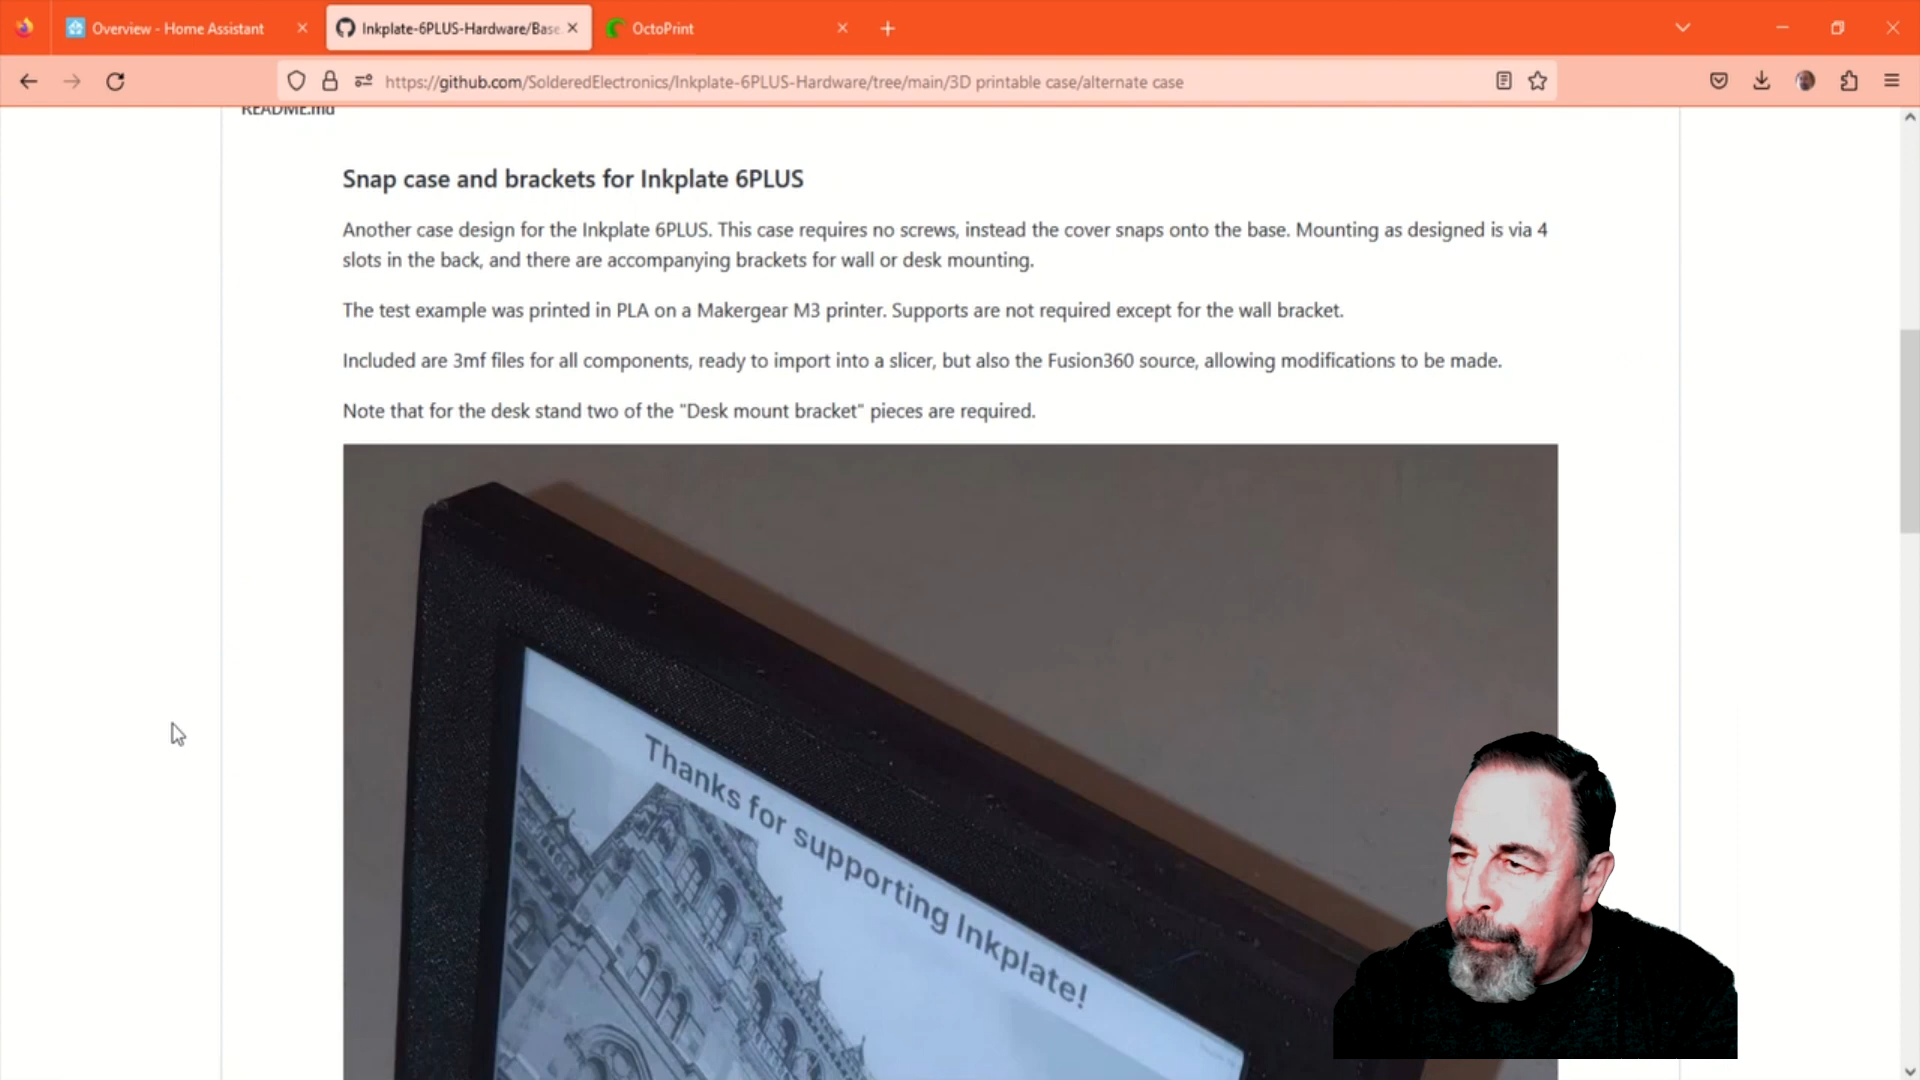 Overview - Home Assistant
Inkplate-6PLUS-Hardware/Base
OctoPrint
https://github.com/SolderedElectronics/Inkplate-6PLUS-Hardware/tree/main/3D printable case/alternate case
README.md
Snap case and brackets for Inkplate 6PLUS
Another case design for the Inkplate 6PLUS. This case requires no screws, instead the cover snaps onto the base. Mounting as designed is via 4
slots in the back, and there are accompanying brackets for wall or desk mounting.
The test example was printed in PLA on a Makergear M3 printer. Supports are not required except for the wall bracket.
Included are 3mf files for all components, ready to import into a slicer, but also the Fusion360 source, allowing modifications to be made.
Note that for the desk stand two of the "Desk mount bracket" pieces are required.
Thanks for supporting Inkplate!